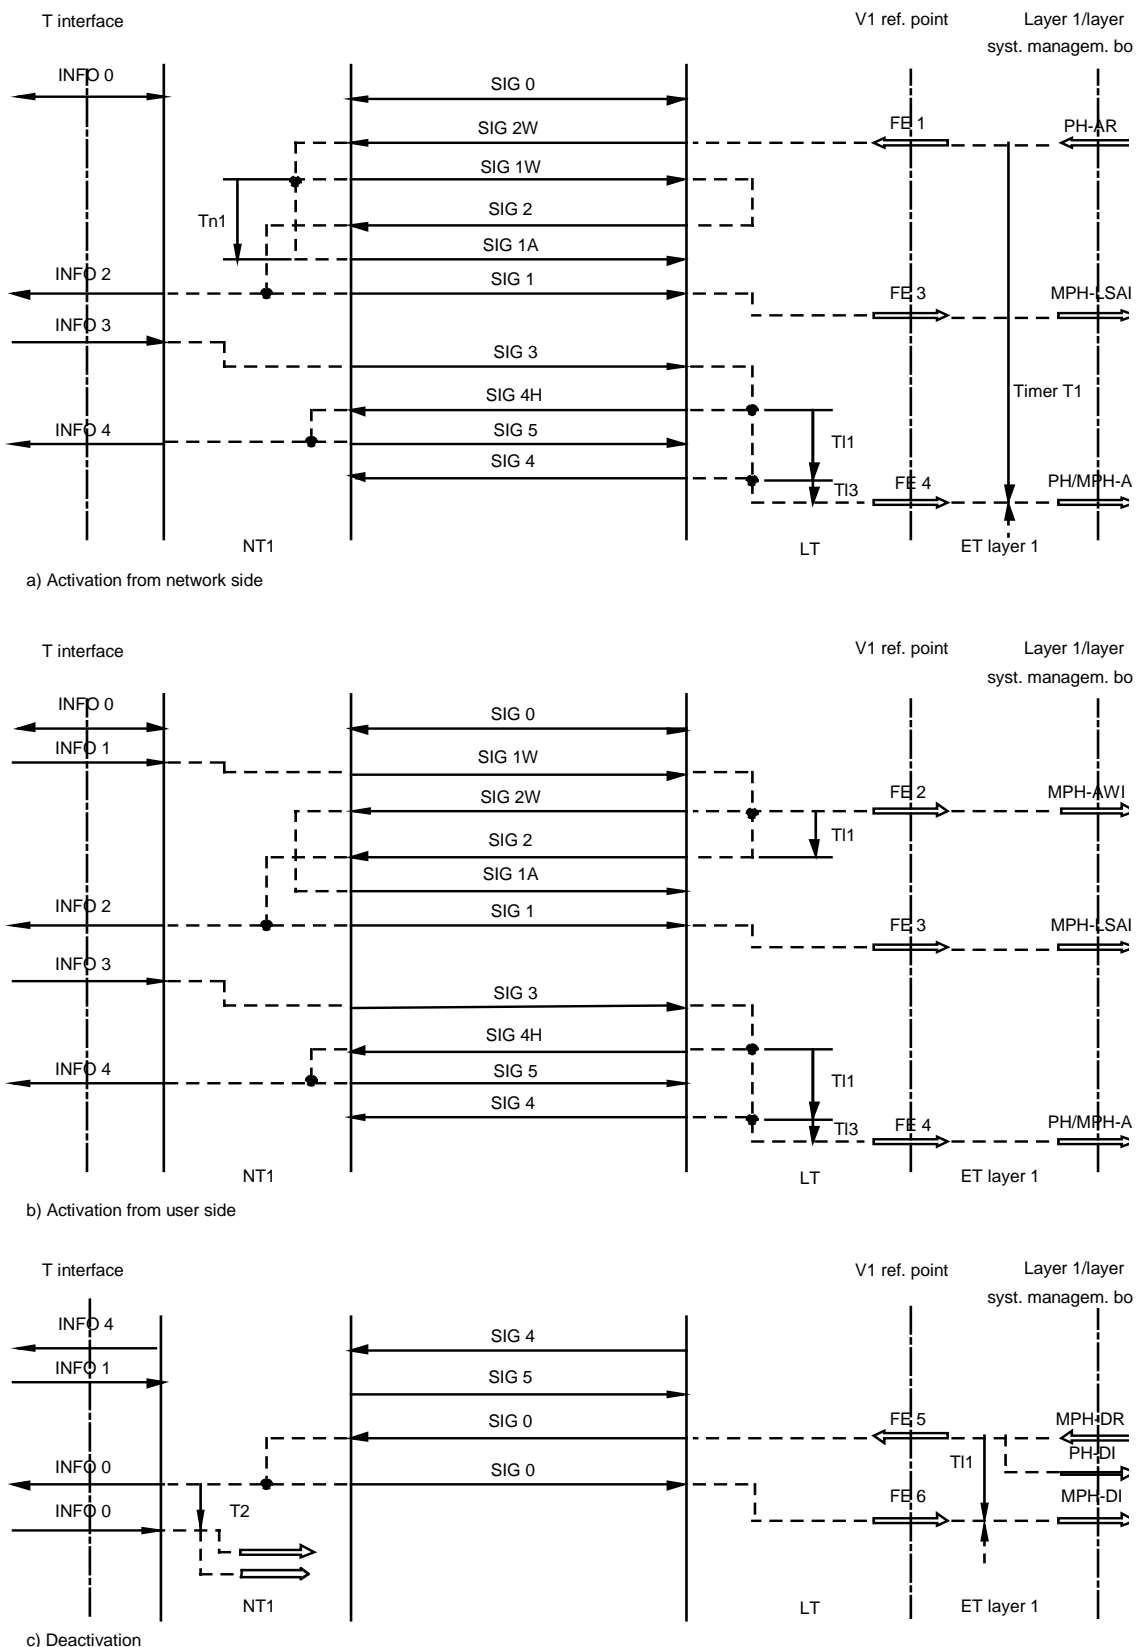 T interface
V1 ref. point
Layer 1/layer
syst. managem. bo
INFO 0
SIG 0
SIG 2W
FE 1
PH-AR
SIG 1W
Tn1
SIG 2
SIG 1A
INFO 2
SIG 1
FE 3
MPH-LSAI
INFO 3
SIG 3
SIG 4H
Timer T1
INFO 4
SIG 5
Tl1
SIG 4
Tl3
FE 4
PH/MPH-A
NT1
LT
ET layer 1
a) Activation from network side
T interface
V1 ref. point
Layer 1/layer
syst. managem. bo
INFO 0
SIG 0
INFO 1
SIG 1W
SIG 2W
FE 2
MPH-AWI
SIG 2
Tl1
SIG 1A
INFO 2
SIG 1
FE 3
MPH-LSAI
INFO 3
SIG 3
SIG 4H
INFO 4
SIG 5
Tl1
SIG 4
Tl3
FE 4
PH/MPH-A
NT1
LT
ET layer 1
b) Activation from user side
T interface
V1 ref. point
Layer 1/layer
syst. managem. bo
INFO 4
SIG 4
INFO 1
SIG 5
SIG 0
FE 5
MPH-DR
PH-DI
INFO 0
SIG 0
Tl1
INFO 0
T2
FE 6
MPH-DI
NT1
LT
ET layer 1
c) Deactivation